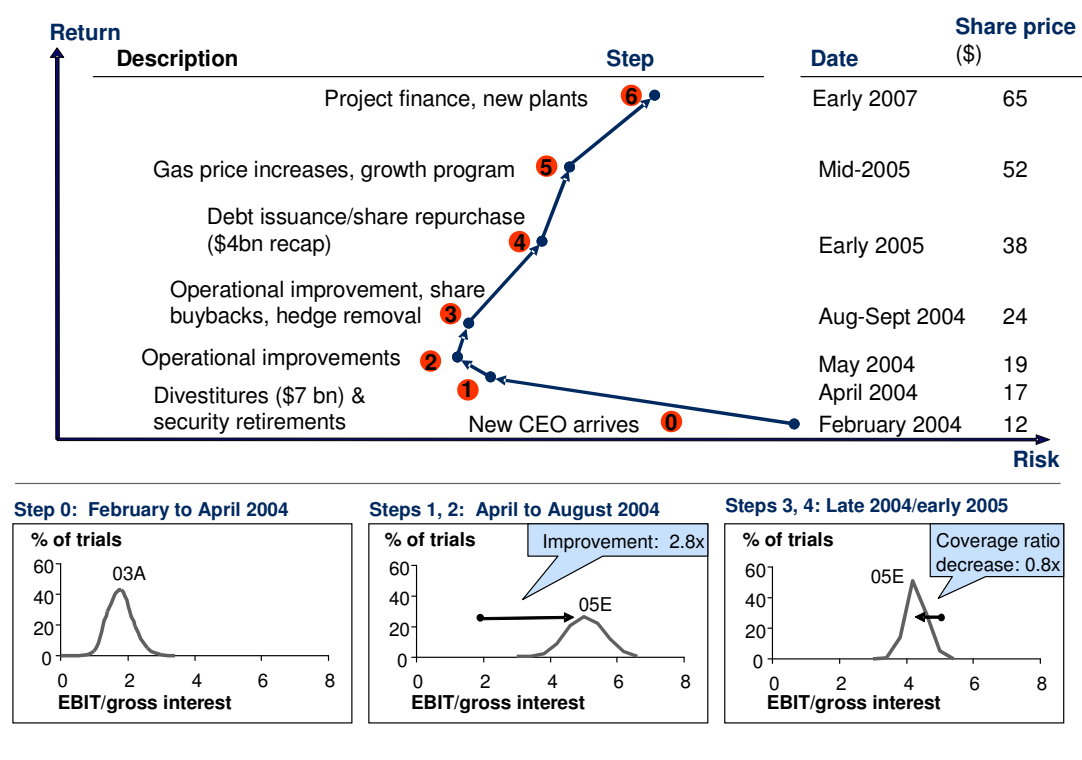 Return
Description
Step
Date
Share price
($)
Project finance, new plants
6
Early 2007
65
Gas price increases, growth program
5
Mid-2005
52
Debt issuance/share repurchase
($4bn recap)
4
Early 2005
38
Operational improvement, share
buybacks, hedge removal
3
Aug-Sept 2004
24
Operational improvements
2
May 2004
19
Divestitures ($7 bn) &
security retirements
1
April 2004
17
New CEO arrives
0
February 2004
12
Risk
Step 0: February to April 2004
% of trials
60
40
20
0
03A
0 2 4 6 8
EBIT/gross interest
Steps 1, 2: April to August 2004
% of trials
Improvement: 2.8x
60
40
20
0
05E
0 2 4 6 8
EBIT/gross interest
Steps 3, 4: Late 2004/early 2005
% of trials
Coverage ratio
decrease: 0.8x
60
40
20
0
05E
0 2 4 6 8
EBIT/gross interest